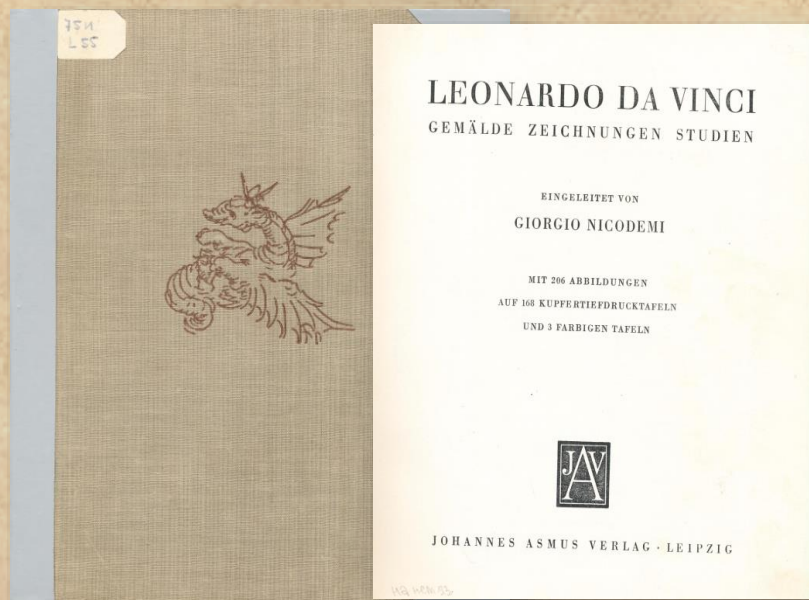 75И
L55
LEONARDO DA VINCI
GEMÄLDE ZEICHNUNGEN STUDIEN
EINGELEITET VON
GIORGIO NICODEMI
MIT 206 ABBILDUNGEN
AUF 168 KUPFERTIEFDRUCKTAFELN
UND 3 FARBIGEN TAFELN
JAV
JOHANNES ASMUS VERLAG · LEIPZIG